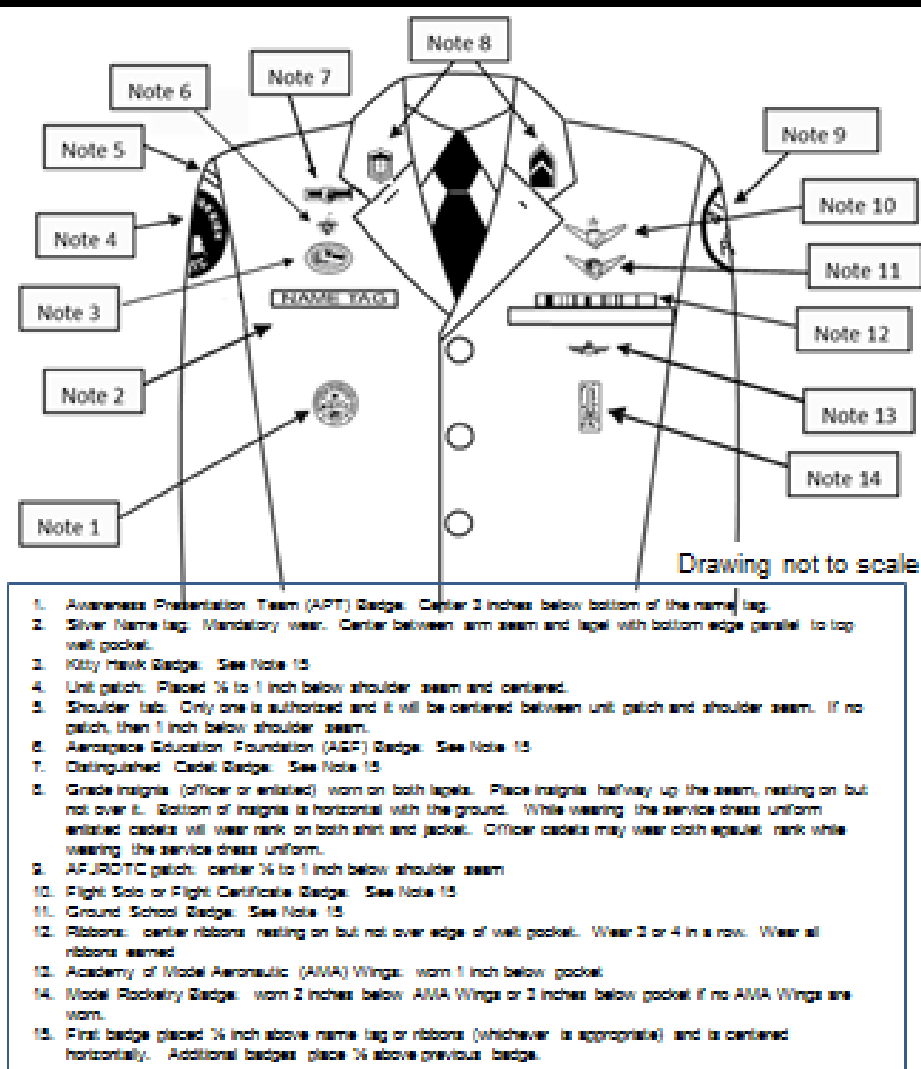 Note 8
Note 7
Note 6
Note 9
Note 5
Note 10
Note 4
Note 11
Note 3
NAME TAG
Note 12
Note 2
Note 13
Note 14
Note 1
Drawing not to scale
1. Awareness Presentation Team (APT) Badge: Center 2 inches below bottom of the name tag.
2. Silver Name tag: Mandatory wear. Center between arm seam and lapel with bottom edge parallel to top
welt pocket.
3. Kitty Hawk Badge: See Note 15
4. Unit patch: Placed ½ to 1 inch below shoulder seam and centered.
5. Shoulder tab: Only one is authorized and it will be centered between unit patch and shoulder seam. If no
patch, then 1 inch below shoulder seam.
6. Aerospace Education Foundation (AEF) Badge: See Note 15
7. Distinguished Cadet Badge: See Note 15
8. Grade insignia (officer or enlisted) worn on both lapels. Place insignia halfway up the seam, resting on but
not over it. Bottom of insignia is horizontal with the ground. While wearing the service dress uniform
enlisted cadets will wear rank on both shirt and jacket. Officer cadets may wear cloth epaulet rank while
wearing the service dress uniform.
9. AFJROTC patch: center ½ to 1 inch below shoulder seam
10. Flight Solo or Flight Certificate Badge: See Note 15
11. Ground School Badge: See Note 15
12. Ribbons: center ribbons resting on but not over edge of welt pocket. Wear 3 or 4 in a row. Wear all
ribbons earned
13. Academy of Model Aeronautic (AMA) Wings: worn 1 inch below pocket
14. Model Rocketry Badge: worn 2 inches below AMA Wings or 3 inches below pocket if no AMA Wings are
worn.
15. First badge placed ½ inch above name tag or ribbons (whichever is appropriate) and is centered
horizontally. Additional badges place ½ above previous badge.